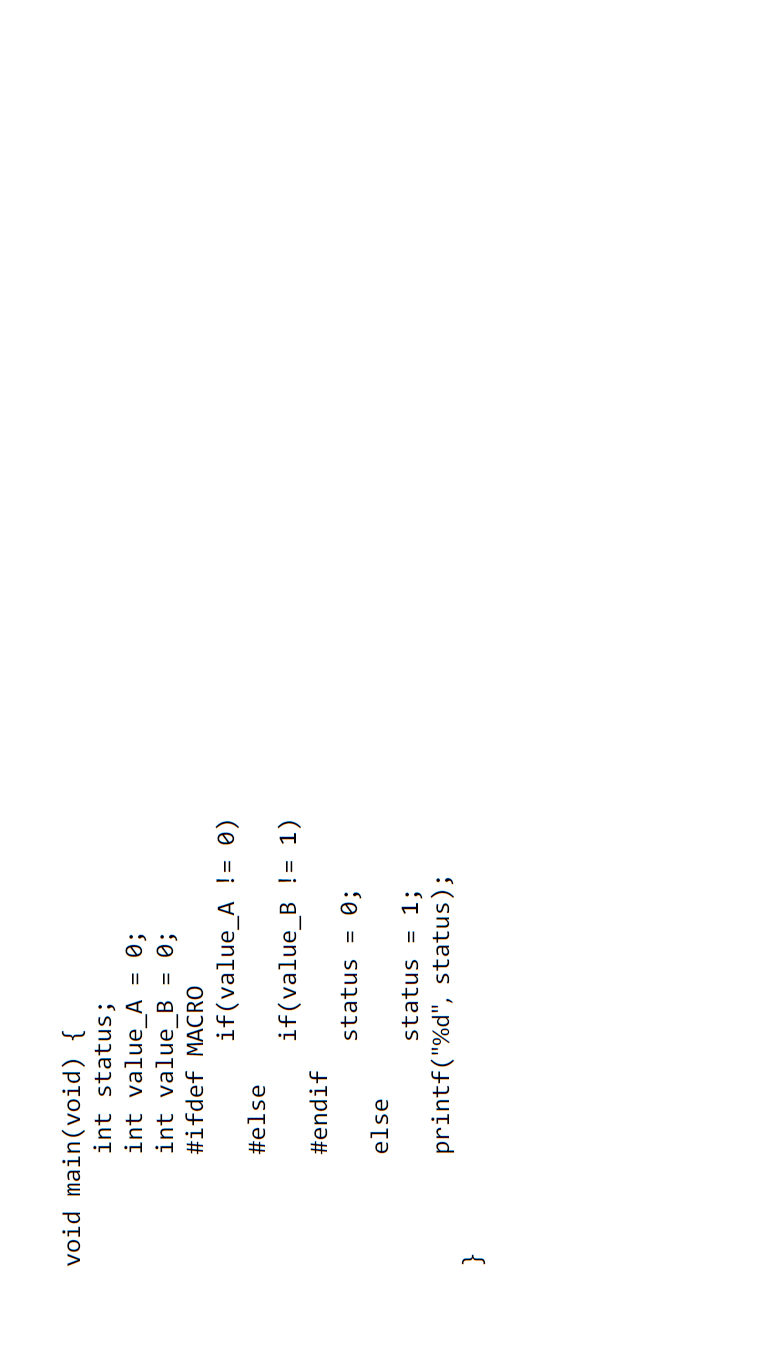 void main(void) {
int status;
int value_A = 0;
int value_B = 0;
#ifdef MACRO
if(value_A != 0)
#else
if(value_B != 1)
#endif
status = 0;
else
status = 1;
printf("%d", status);
}